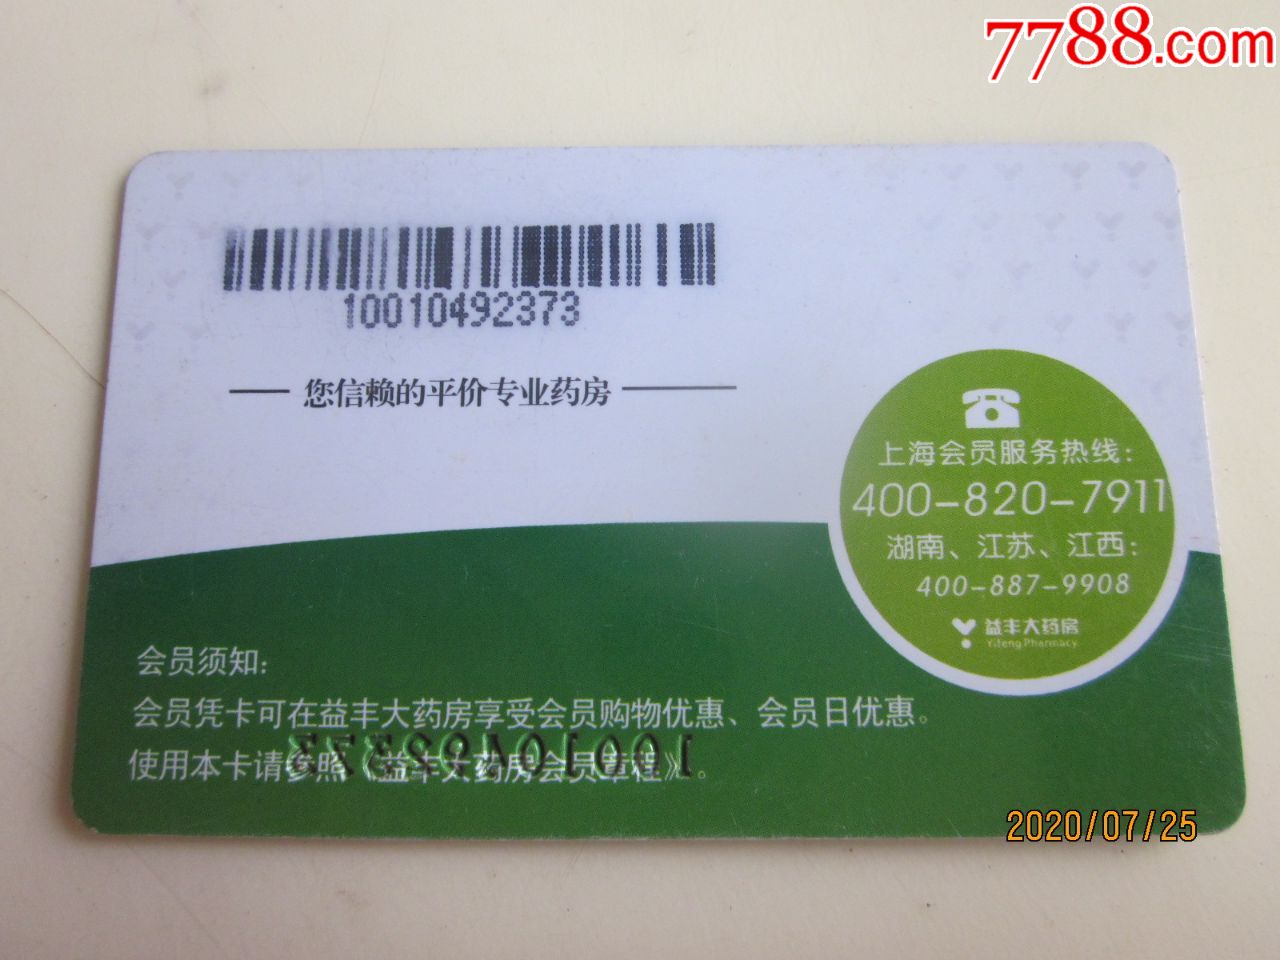 7788.com
10010492373
您信赖的平价专业药房
上海会员服务热线：
400-820-7911
湖南、江苏、江西：
400-887-9908
益丰大药房
Yifeng Pharmacy
会员须知：
会员凭卡可在益丰大药房享受会员购物优惠、会员日优惠。
使用本卡请参照《益丰大药房会员章程》。
10010492373
2020/07/25